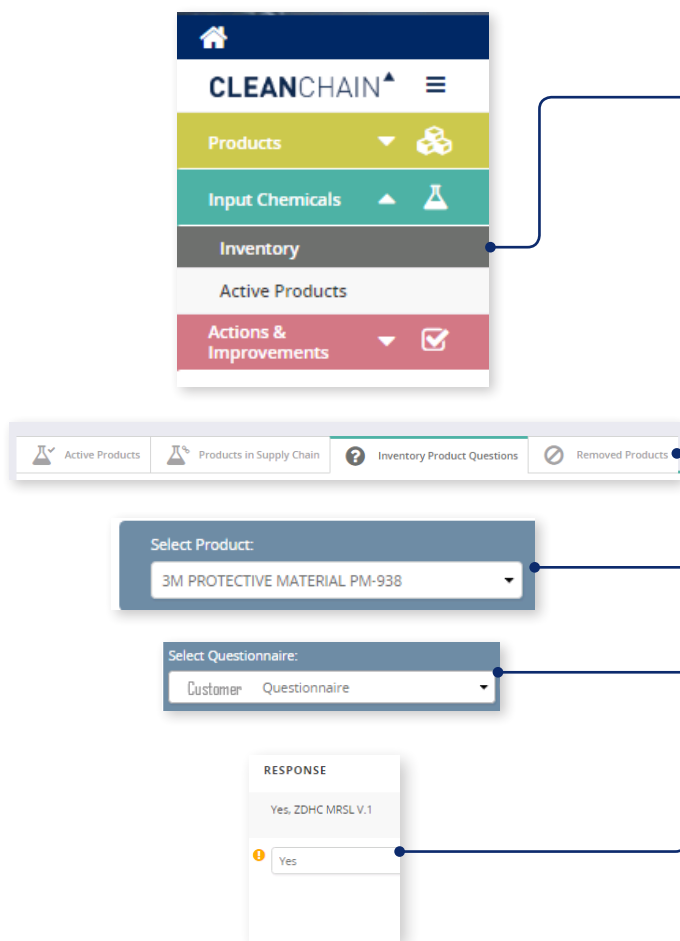 CLEANCHAIN
Products
Input Chemicals
Inventory
Active Products
Actions &
Improvements
Active Products
Products in Supply Chain
Inventory Product Questions
Removed Products
Select Product:
3M PROTECTIVE MATERIAL PM-938
Select Questionnaire:
Customer Questionnaire
RESPONSE
Yes, ZDHC MRSL V.1
Yes